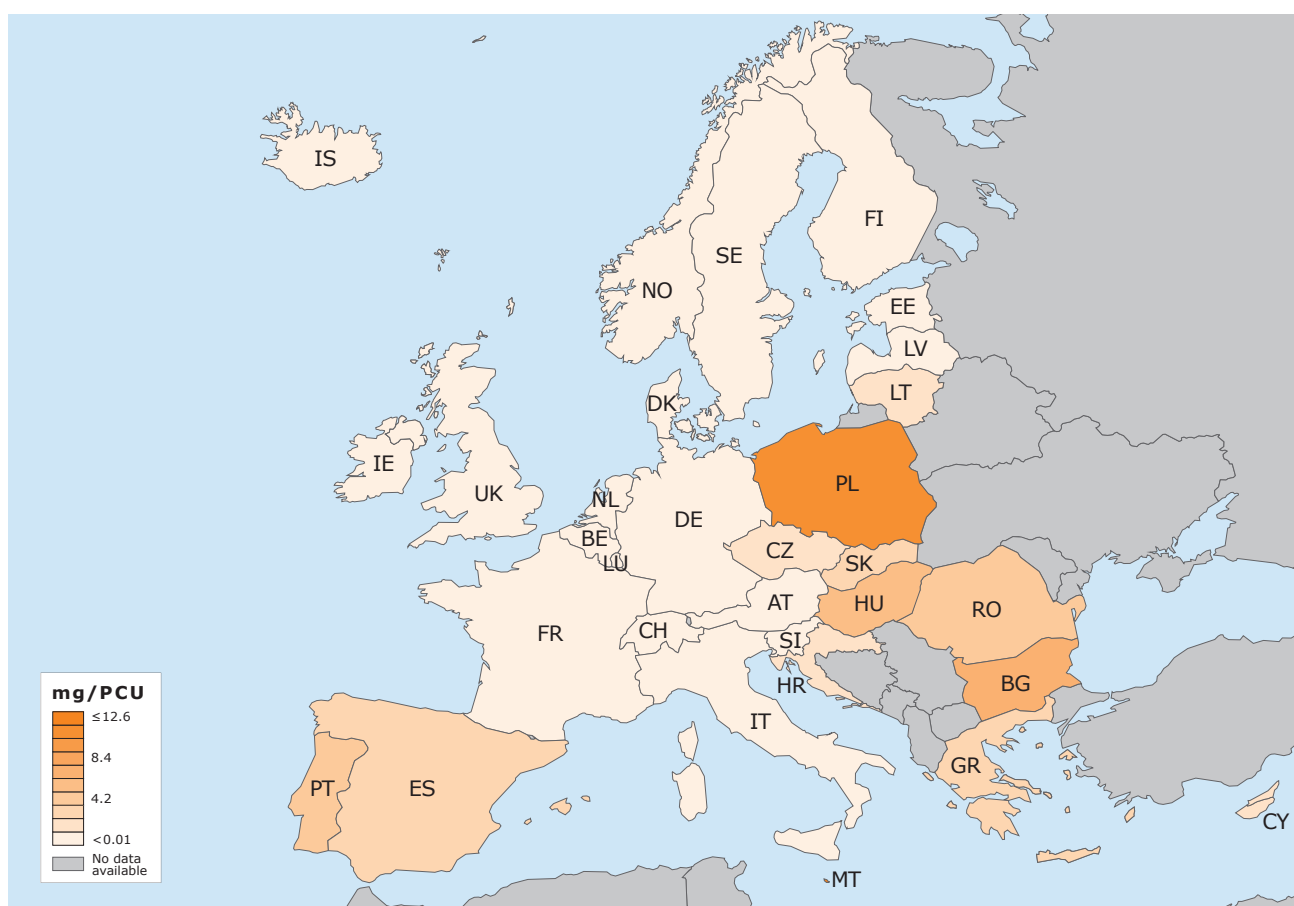 IS
FI
SE
NO
EE
LV
LT
DK
IE
UK
NL
PL
DE
BE
LU
CZ
SK
AT
HU
RO
FR
CH
SI
HR
BG
IT
PT
ES
GR
CY
MT
mg/PCU
≤12.6
8.4
4.2
<0.01
No data
available